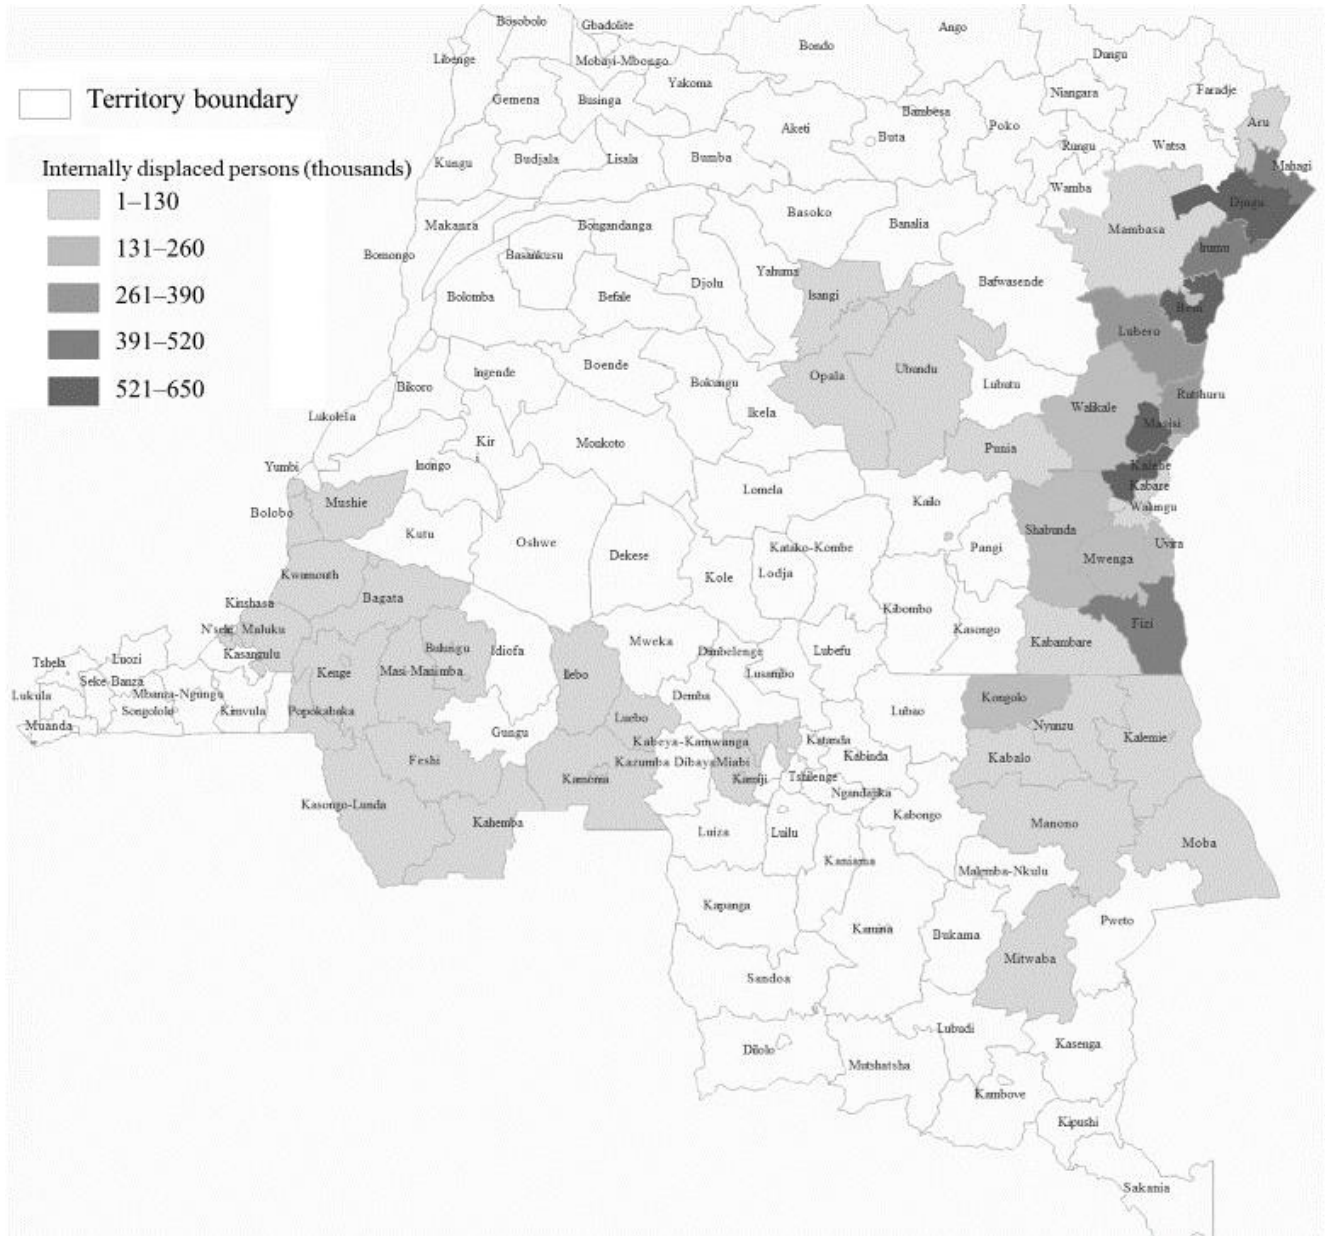 Bosobolo
Gbadolite
Ango
Bondo
Dungu
Libenge
Mobayi-Mbongo
Yakoma
Niangara
Faradje
Territory boundary
Gemena
Businga
Bambesa
Aketi
Buta
Poko
Aru
Rungu
Watsa
Internally displaced persons (thousands)
Kungu
Budjala
Lisala
Bumba
Mahagi
1–130
Wamba
Djugu
131–260
Makanza
Bongandanga
Basoko
Banalia
Mambasa
Bomongo
Basankusu
Irumu
261–390
Bolomba
Befale
Djolu
Yahuma
Isangi
Bafwasende
Beni
391–520
Lubero
521–650
Ingende
Boende
Bokungu
Opala
Ubundu
Lubutu
Bikoro
Rutshuru
Lukolela
Ikela
Walikale
Masisi
Kir
i
Monkoto
Punia
Yumbi
Inongo
Kalehe
Kabare
Lomela
Kailo
Walungu
Bolobo
Mushie
Kutu
Oshwe
Dekese
Katako-Kombe
Pangi
Shabunda
Mwenga
Uvira
Kwamouth
Kole
Lodja
Bagata
Kinshasa
Kibombo
N'sele
Maluku
Kasongo
Fizi
Tshela
Luozi
Kasangulu
Bulungu
Idiofa
Mweka
Dimbelenge
Lubefu
Kabambare
Seke-Banza
Kenge
Masi-Manimba
Ilebo
Lusambo
Lukula
Mbanza-Ngungu
Demba
Kongolo
Muanda
Songololo
Kimvula
Popokabaka
Luebo
Lubao
Nyunzu
Gungu
Kabeya-Kamwanga
Katanda
Kalemie
Feshi
Kazumba
Dibaya
Miabi
Kabinda
Kabalo
Kamonia
Kamiji
Tshilenge
Ngandajika
Kasongo-Lunda
Kahemba
Luiza
Luilu
Kabongo
Manono
Moba
Kaniama
Malemba-Nkulu
Kapanga
Kamina
Bukama
Pweto
Mitwaba
Sandoa
Lubudi
Dilolo
Mutshatsha
Kasenga
Kambove
Kipushi
Sakania